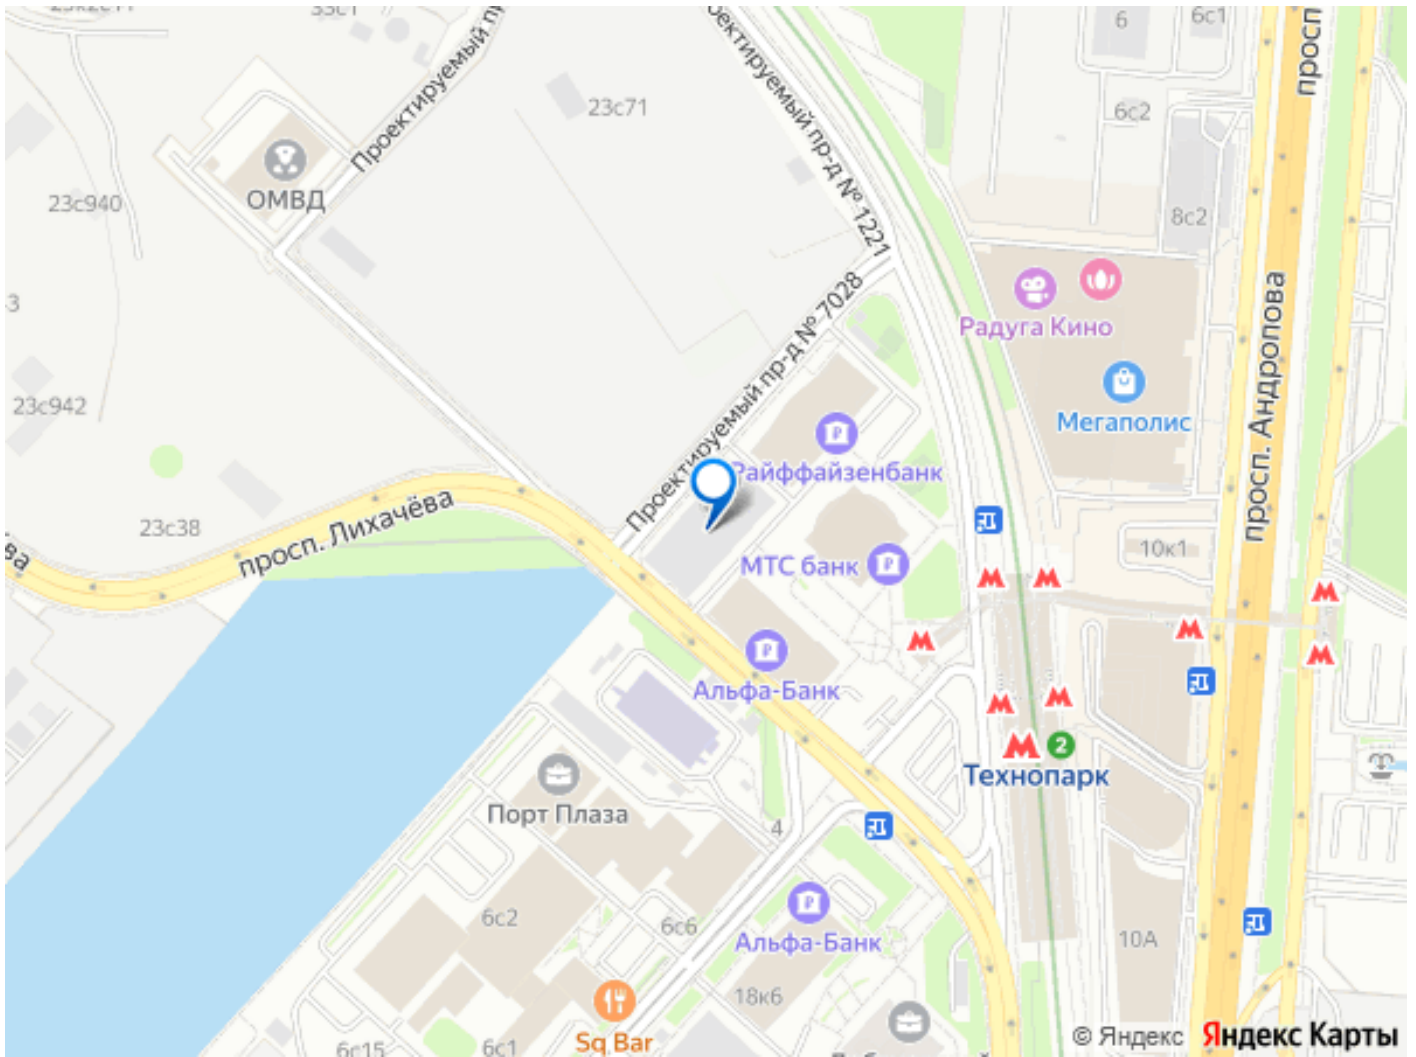 33с1
6
6с1
просп
Проектируемый пр
Проектируемый пр-д № 1221
23с71
6с2
ОМВД
23с940
8с2
Проектируемый пр-д № 7028
Радуга Кино
просп. Андропова
Мегаполис
23с942
Райффайзенбанк
просп. Лихачёва
23с38
10к1
МТС банк
Альфа-Банк
2
Технопарк
Порт Плаза
4
6с2
6с6
Альфа-Банк
10А
18к6
Sq Bar
6с15
6с1
© Яндекс Яндекс Карты